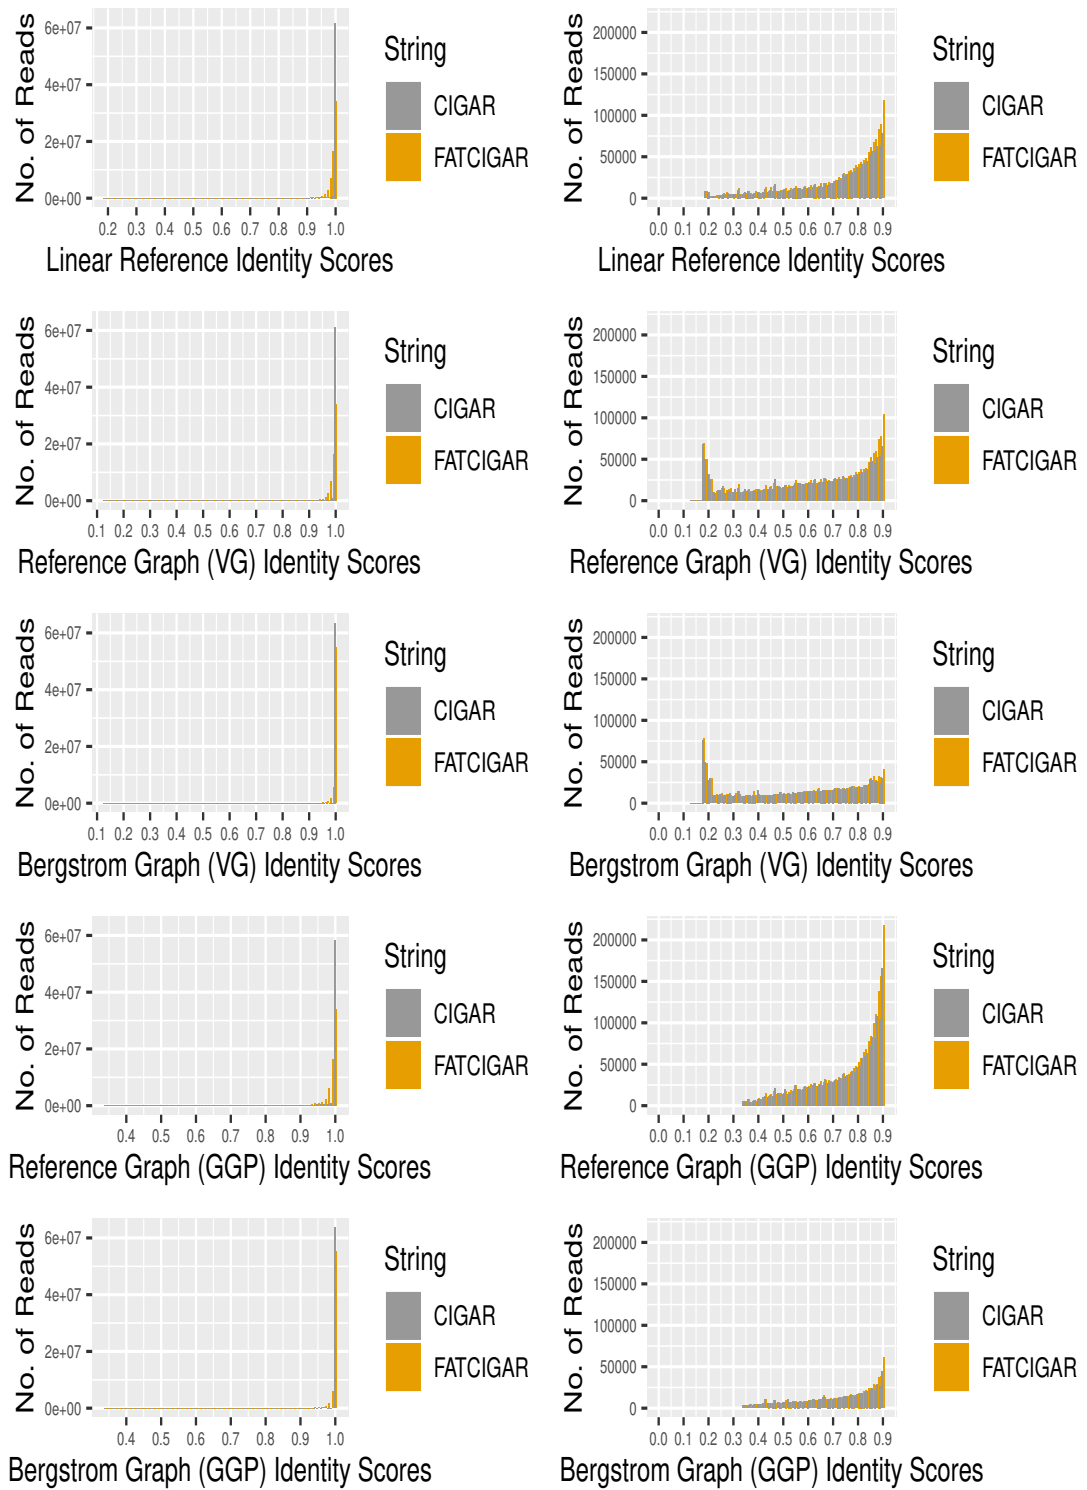 No. of Reads
6e+07
4e+07
2e+07
0e+00
0.2 0.3 0.4 0.5 0.6 0.7 0.8 0.9 1.0
Linear Reference Identity Scores
String
CIGAR
FATCIGAR
No. of Reads
200000
150000
100000
50000
0
0.0 0.1 0.2 0.3 0.4 0.5 0.6 0.7 0.8 0.9
Linear Reference Identity Scores
String
CIGAR
FATCIGAR
No. of Reads
6e+07
4e+07
2e+07
0e+00
0.1 0.2 0.3 0.4 0.5 0.6 0.7 0.8 0.9 1.0
Reference Graph (VG) Identity Scores
String
CIGAR
FATCIGAR
No. of Reads
200000
150000
100000
50000
0
0.0 0.1 0.2 0.3 0.4 0.5 0.6 0.7 0.8 0.9
Reference Graph (VG) Identity Scores
String
CIGAR
FATCIGAR
No. of Reads
6e+07
4e+07
2e+07
0e+00
0.1 0.2 0.3 0.4 0.5 0.6 0.7 0.8 0.9 1.0
Bergstrom Graph (VG) Identity Scores
String
CIGAR
FATCIGAR
No. of Reads
200000
150000
100000
50000
0
0.0 0.1 0.2 0.3 0.4 0.5 0.6 0.7 0.8 0.9
Bergstrom Graph (VG) Identity Scores
String
CIGAR
FATCIGAR
No. of Reads
6e+07
4e+07
2e+07
0e+00
0.4 0.5 0.6 0.7 0.8 0.9 1.0
Reference Graph (GGP) Identity Scores
String
CIGAR
FATCIGAR
No. of Reads
200000
150000
100000
50000
0
0.0 0.1 0.2 0.3 0.4 0.5 0.6 0.7 0.8 0.9
Reference Graph (GGP) Identity Scores
String
CIGAR
FATCIGAR
No. of Reads
6e+07
4e+07
2e+07
0e+00
0.4 0.5 0.6 0.7 0.8 0.9 1.0
Bergstrom Graph (GGP) Identity Scores
String
CIGAR
FATCIGAR
No. of Reads
200000
150000
100000
50000
0
0.0 0.1 0.2 0.3 0.4 0.5 0.6 0.7 0.8 0.9
Bergstrom Graph (GGP) Identity Scores
String
CIGAR
FATCIGAR